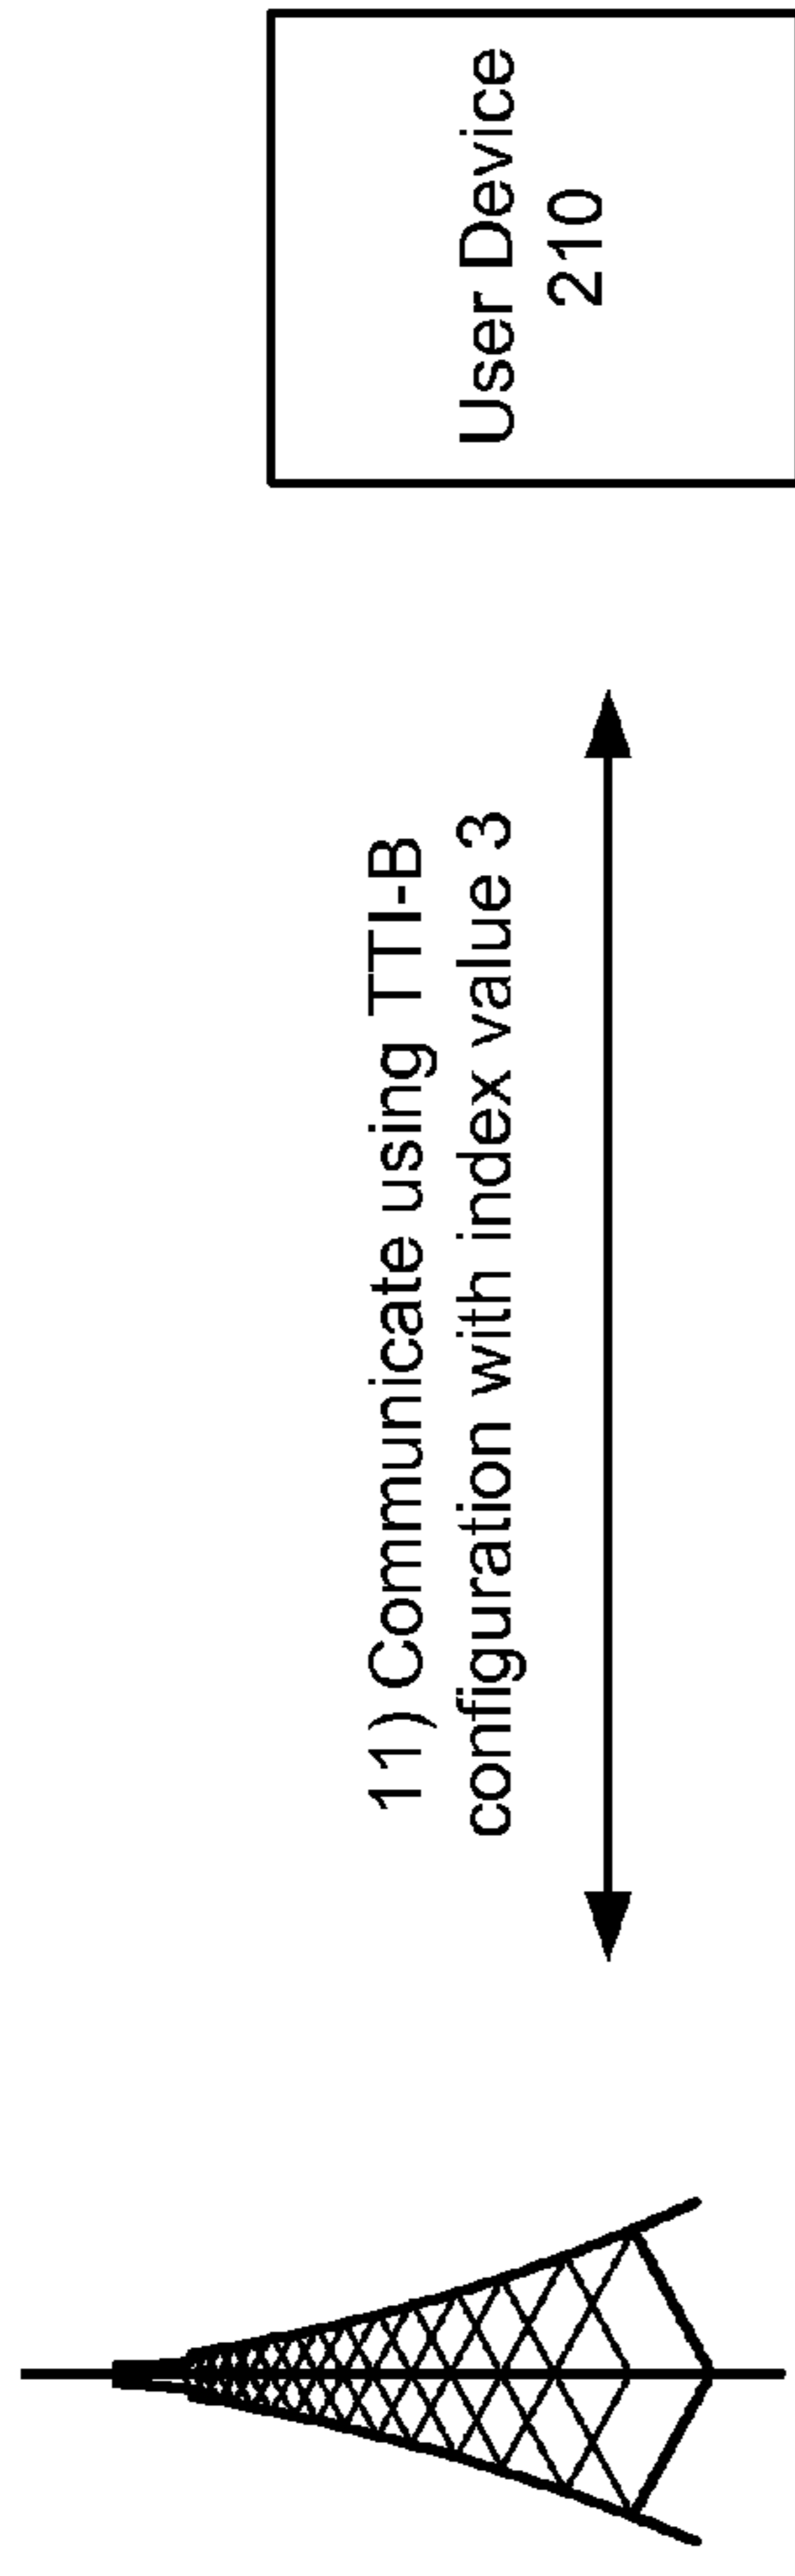 11) Communicate using TTI-B
configuration with index value 3
User Device
210